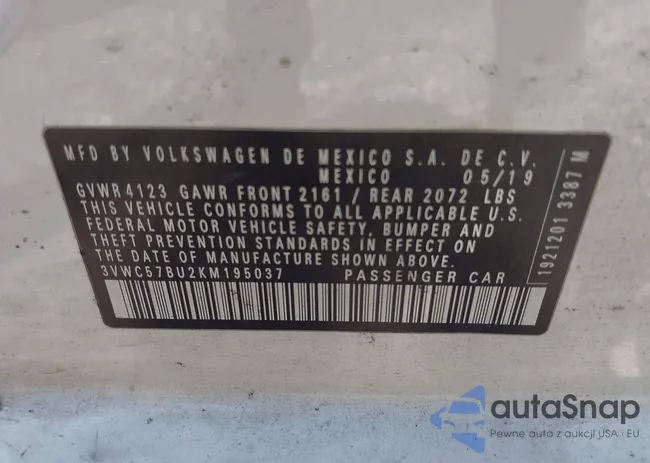 MFD BY VOLKSWAGEN DE MEXICO S.A. DE C.V.
MEXICO 05/19
GVWR 4123 GAWR FRONT 2161 / REAR 2072 LBS
THIS VEHICLE CONFORMS TO ALL APPLICABLE U.S.
FEDERAL MOTOR VEHICLE SAFETY, BUMPER AND
THEFT PREVENTION STANDARDS IN EFFECT ON
THE DATE OF MANUFACTURE SHOWN ABOVE.
3VWC57BU2KM195037 PASSENGER CAR
1921201 3387 M
autaSnap
Pewne auta z aukcji USA i EU